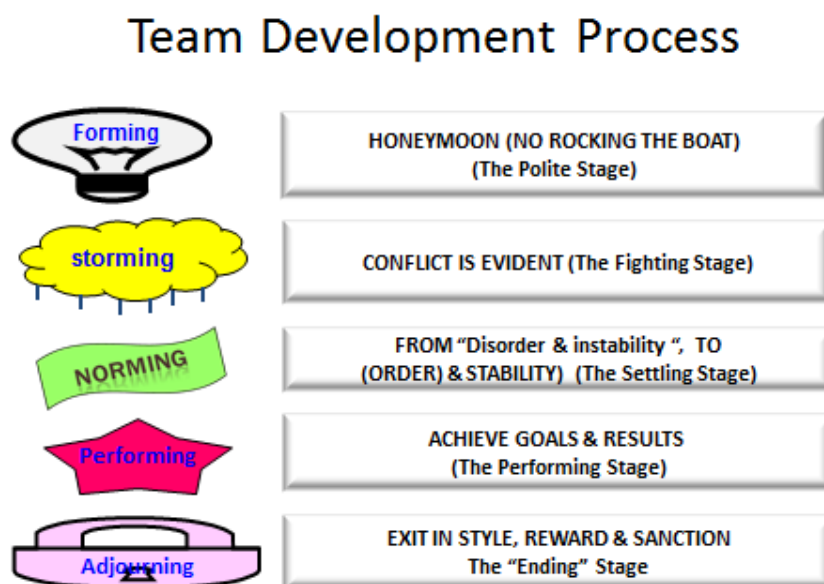 Team Development Process
Forming
HONEYMOON (NO ROCKING THE BOAT)
(The Polite Stage)
storming
CONFLICT IS EVIDENT (The Fighting Stage)
NORMING
FROM “Disorder & instability “, TO
(ORDER) & STABILITY) (The Settling Stage)
Performing
ACHIEVE GOALS & RESULTS
(The Performing Stage)
Adjourning
EXIT IN STYLE, REWARD & SANCTION
The “Ending” Stage